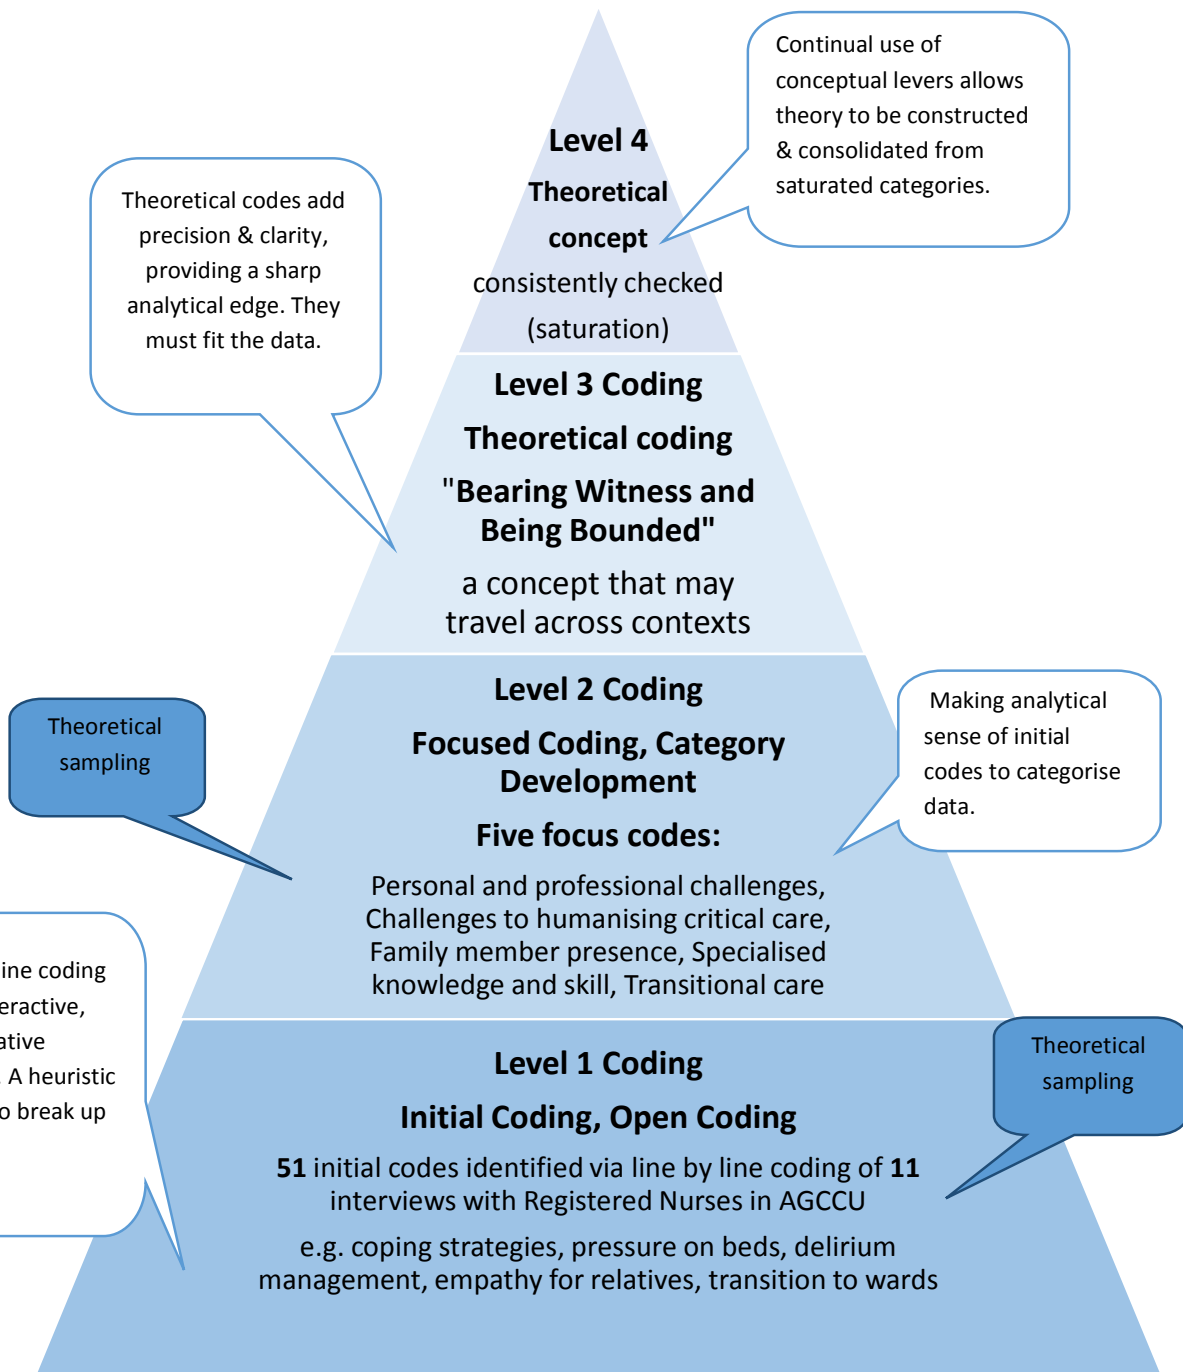 Continual use of
conceptual levers allows
theory to be constructed
& consolidated from
saturated categories.
Level 4
Theoretical
concept
consistently checked
(saturation)
Theoretical codes add
precision & clarity,
providing a sharp
analytical edge. They
must fit the data.
Level 3 Coding
Theoretical coding
"Bearing Witness and
Being Bounded"
a concept that may
travel across contexts
Level 2 Coding
Focused Coding, Category
Development
Five focus codes:
Personal and professional challenges,
Challenges to humanising critical care,
Family member presence, Specialised
knowledge and skill, Transitional care
Theoretical
sampling
Making analytical
sense of initial
codes to categorise
data.
coding
A heuristic
break up
Level 1 Coding
Initial Coding, Open Coding
51 initial codes identified via line by line coding of 11
interviews with Registered Nurses in AGCCU
e.g. coping strategies, pressure on beds, delirium
management, empathy for relatives, transition to wards
Theoretical
sampling